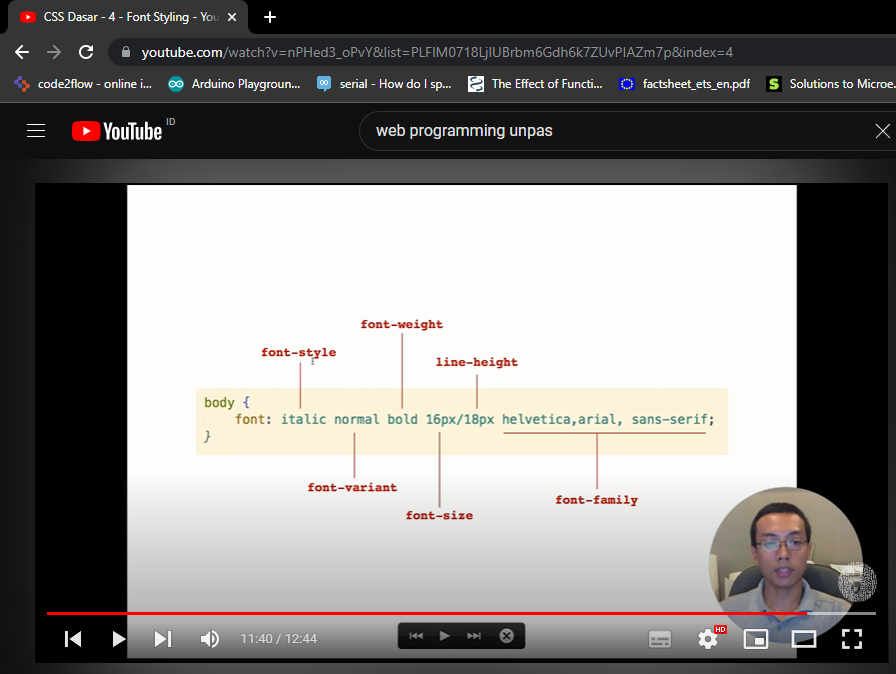 CSS Dasar - 4 - Font Styling - You
youtube.com/watch?v=nPHed3_oPvY&list=PLFIM0718LjIUBrbm6Gdh6k7ZUvPIAZm7p&index=4
code2flow - online i...
Arduino Playgroun...
serial - How do I sp...
The Effect of Functi...
factsheet_ets_en.pdf
Solutions to Microe.
YouTube ID
web programming unpas
font-weight
font-style
line-height
body {
font: italic normal bold 16px/18px helvetica,arial, sans-serif;
}
font-variant
font-size
font-family
11:40 / 12:44
HD